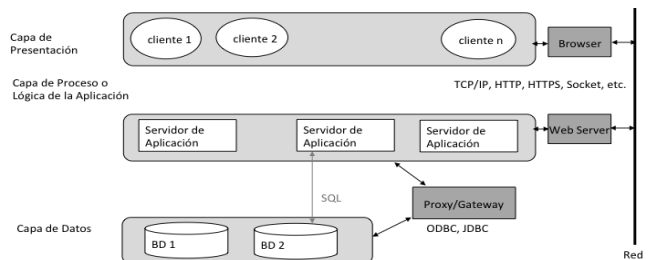 Capa de
Presentación
cliente 1
cliente 2
cliente n
Browser
Capa de Proceso o
Lógica de la Aplicación
TCP/IP, HTTP, HTTPS, Socket, etc.
Servidor de
Aplicación
Servidor de
Aplicación
Servidor de
Aplicación
Web Server
SQL
Proxy/Gateway
ODBC, JDBC
Capa de Datos
BD 1
BD 2
Red